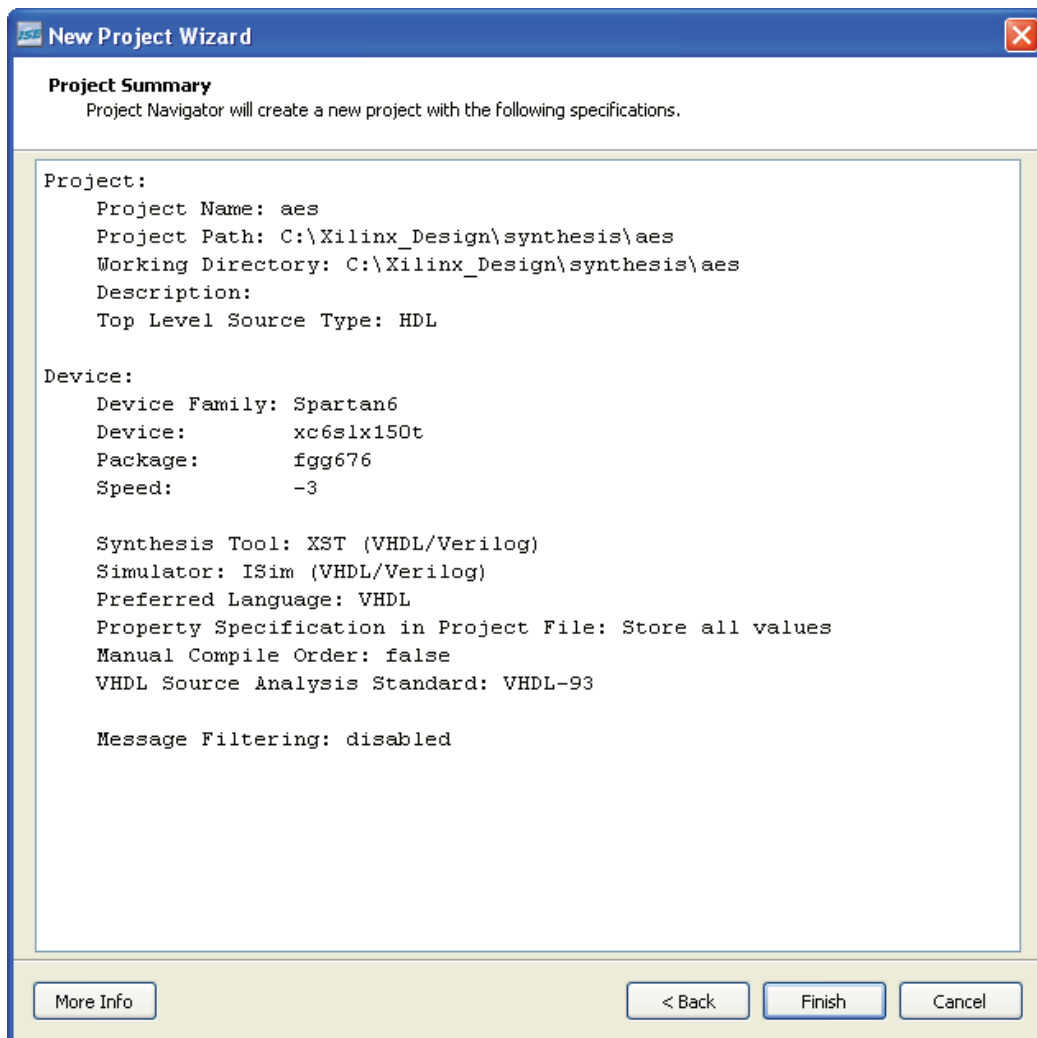 ISE New Project Wizard
Project Summary
Project Navigator will create a new project with the following specifications.
Project:
Project Name: aes
Project Path: C:\Xilinx_Design\synthesis\aes
Working Directory: C:\Xilinx_Design\synthesis\aes
Description:
Top Level Source Type: HDL
Device:
Device Family: Spartan6
Device: xc6slx150t
Package: fgg676
Speed: -3
Synthesis Tool: XST (VHDL/Verilog)
Simulator: ISim (VHDL/Verilog)
Preferred Language: VHDL
Property Specification in Project File: Store all values
Manual Compile Order: false
VHDL Source Analysis Standard: VHDL-93
Message Filtering: disabled
More Info < Back Finish Cancel